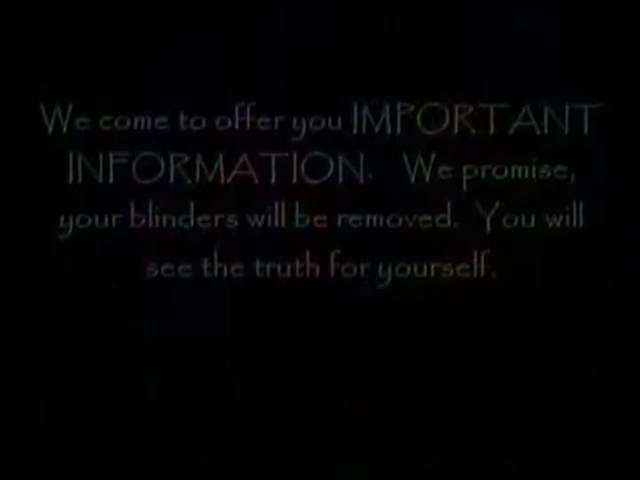 We come to offer you IMPORTANT
INFORMATION. We promise,
your blinders will be removed. You will
see the truth for yourself.